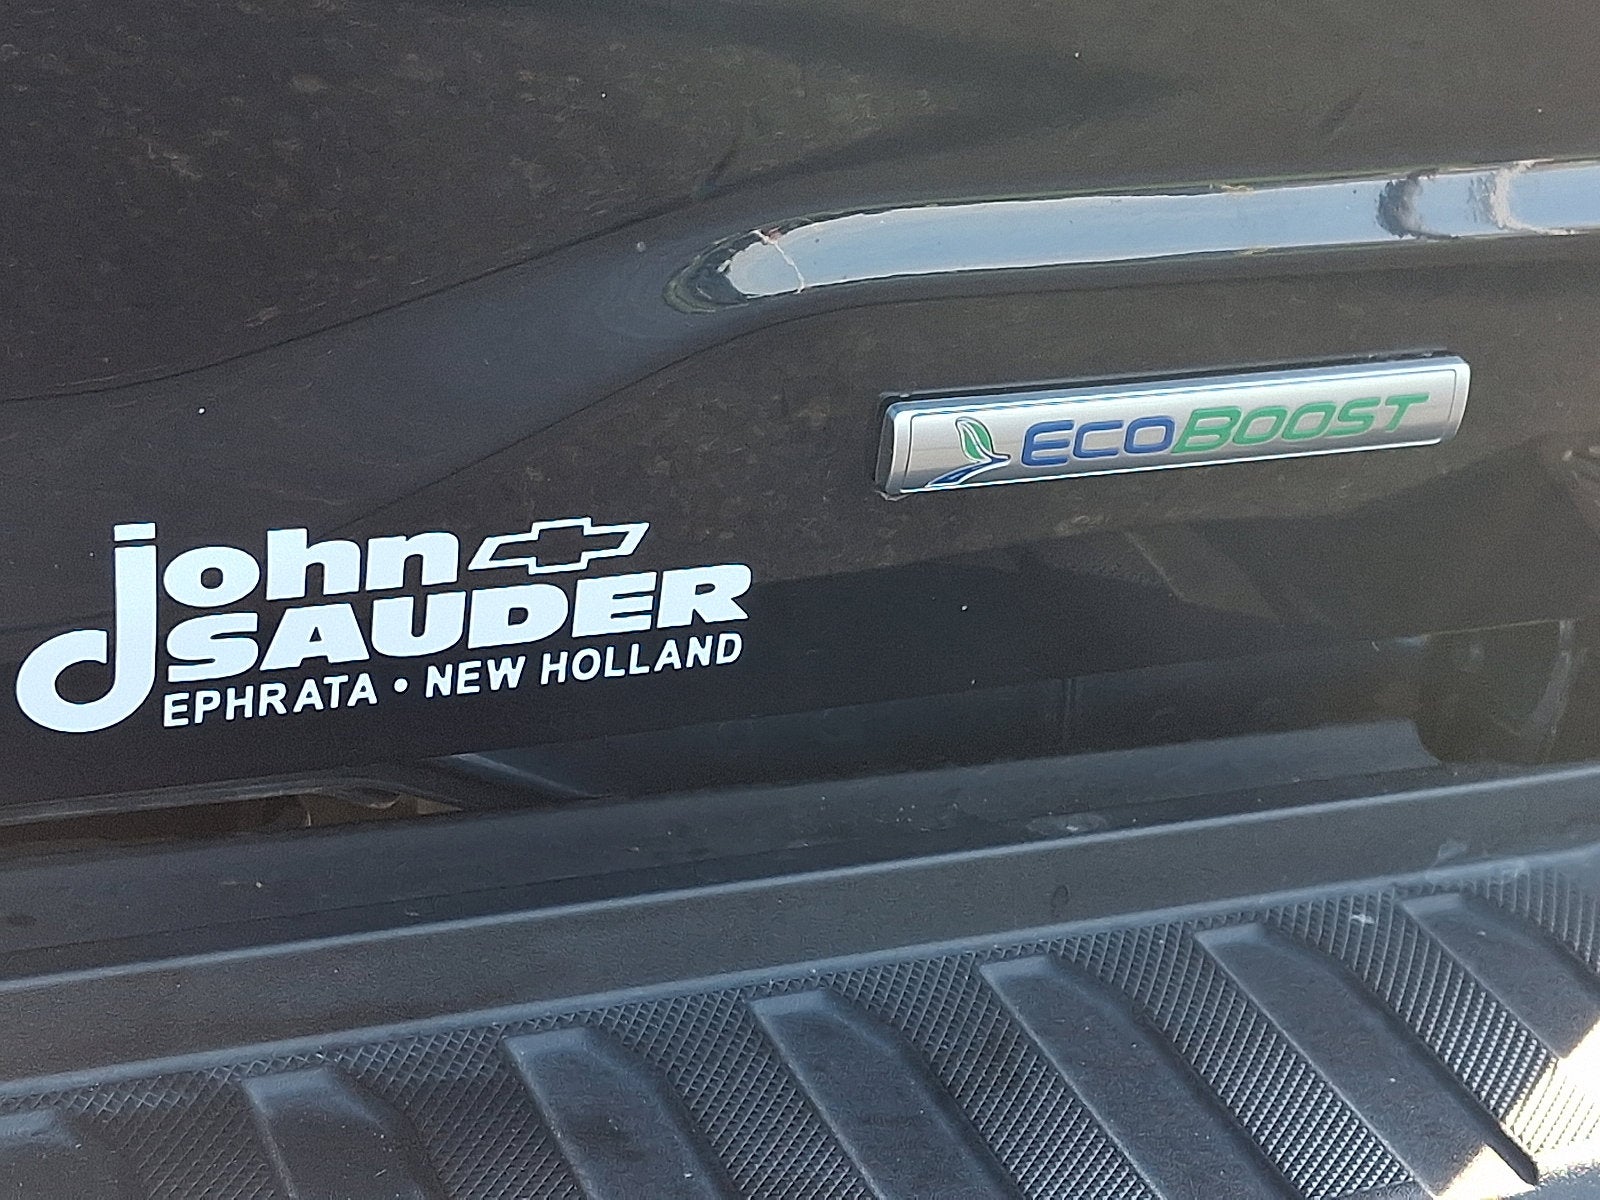 ECOBOOST
john
SAUDER
EPHRATA • NEW HOLLAND